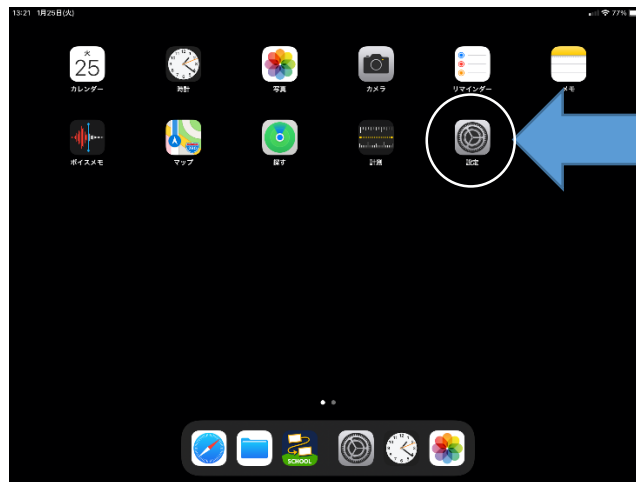 13:21 1月25日(火)
77%
火
25
カレンダー
時計
写真
カメラ
リマインダー
メモ
ボイスメモ
マップ
探す
計測
設定
SCHOOL